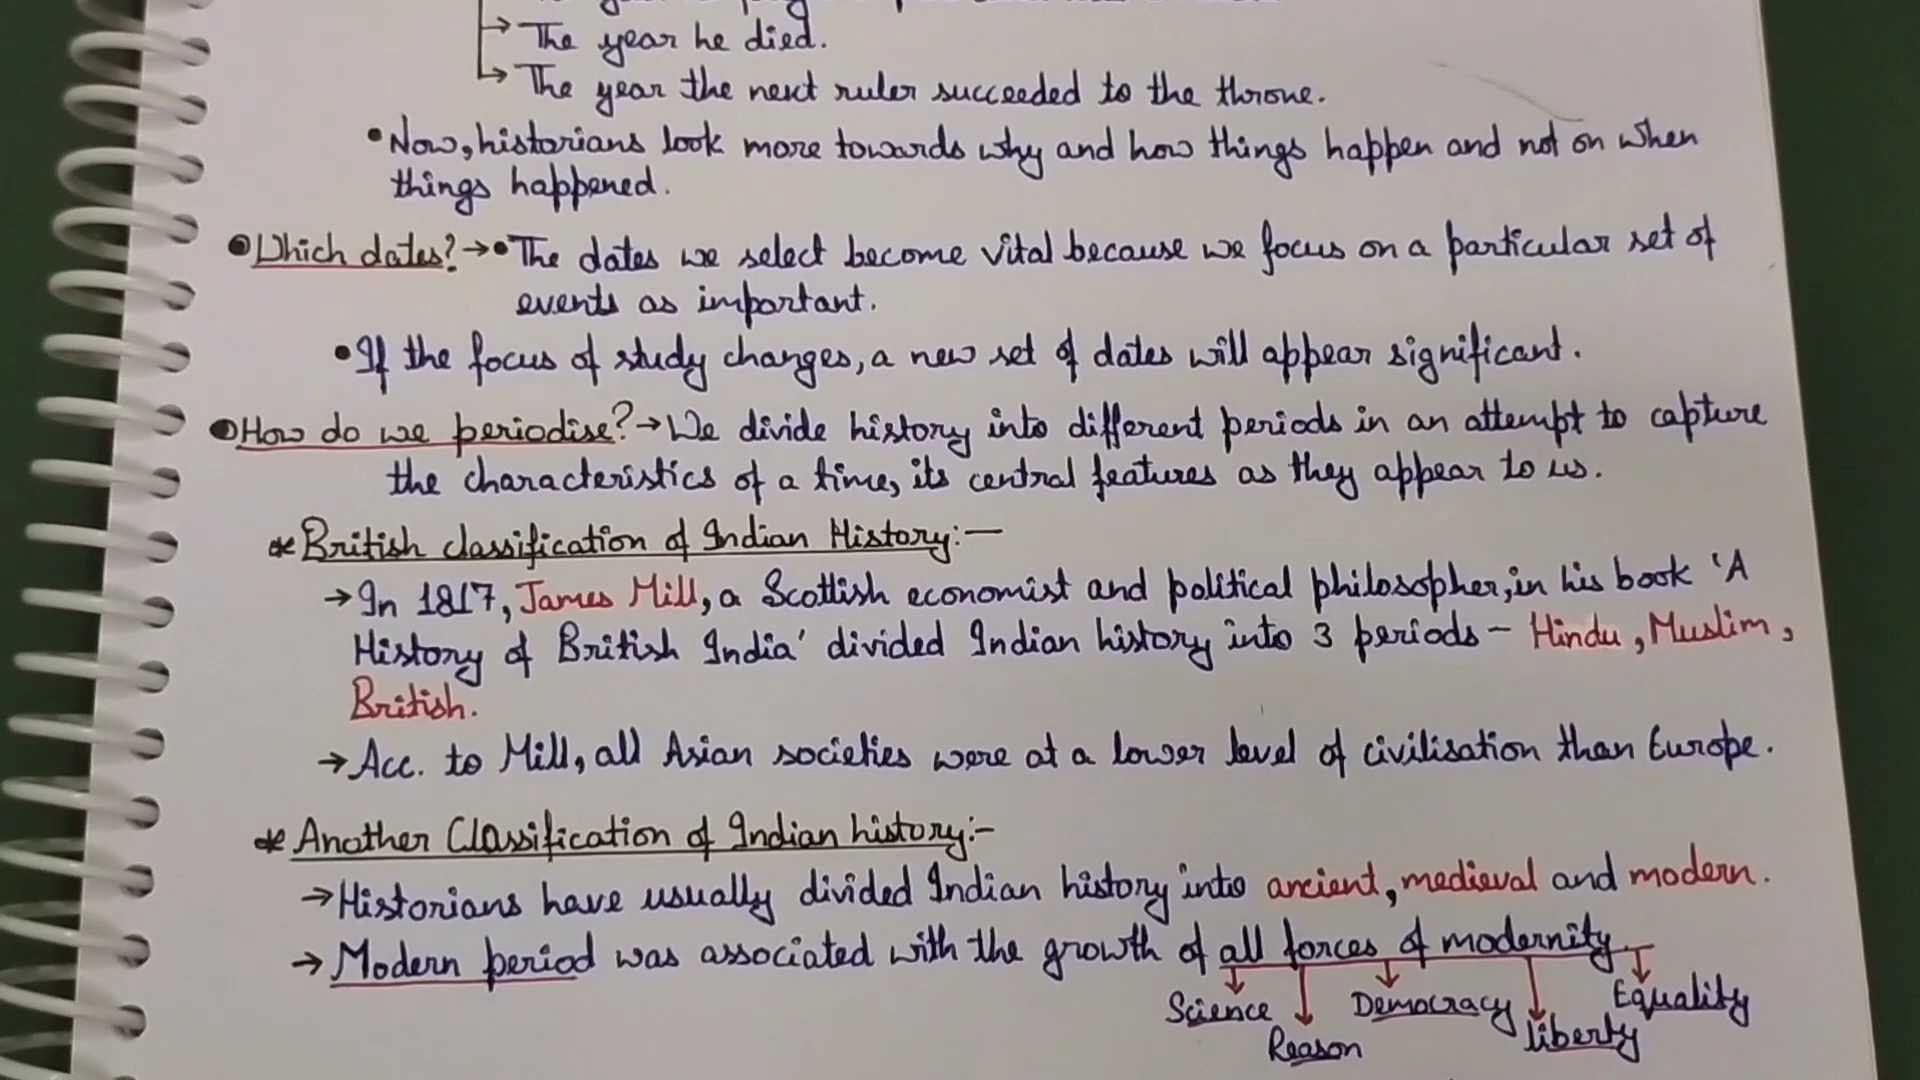 →The year he died.
→The year the next ruler succeeded to the throne.
•Now, historians look more towards why and how things happen and not on when
things happened.
•Which dates?→•The dates we select become vital because we focus on a particular set of
events as important.
•If the focus of study changes, a new set of dates will appear significant.
•How do we periodise?→We divide history into different periods in an attempt to capture
the characteristics of a time, its central features as they appear to us.
*British classification of Indian History:—
→In 1817, James Mill, a Scottish economist and political philosopher, in his book 'A
History of British India' divided Indian history into 3 periods – Hindu, Muslim,
British.
→Acc. to Mill, all Asian societies were at a lower level of civilisation than Europe.
*Another Classification of Indian history:-
→Historians have usually divided Indian history into ancient, medieval and modern.
→Modern period was associated with the growth of all forces of modernity.
Science Democracy Equality
Reason liberty